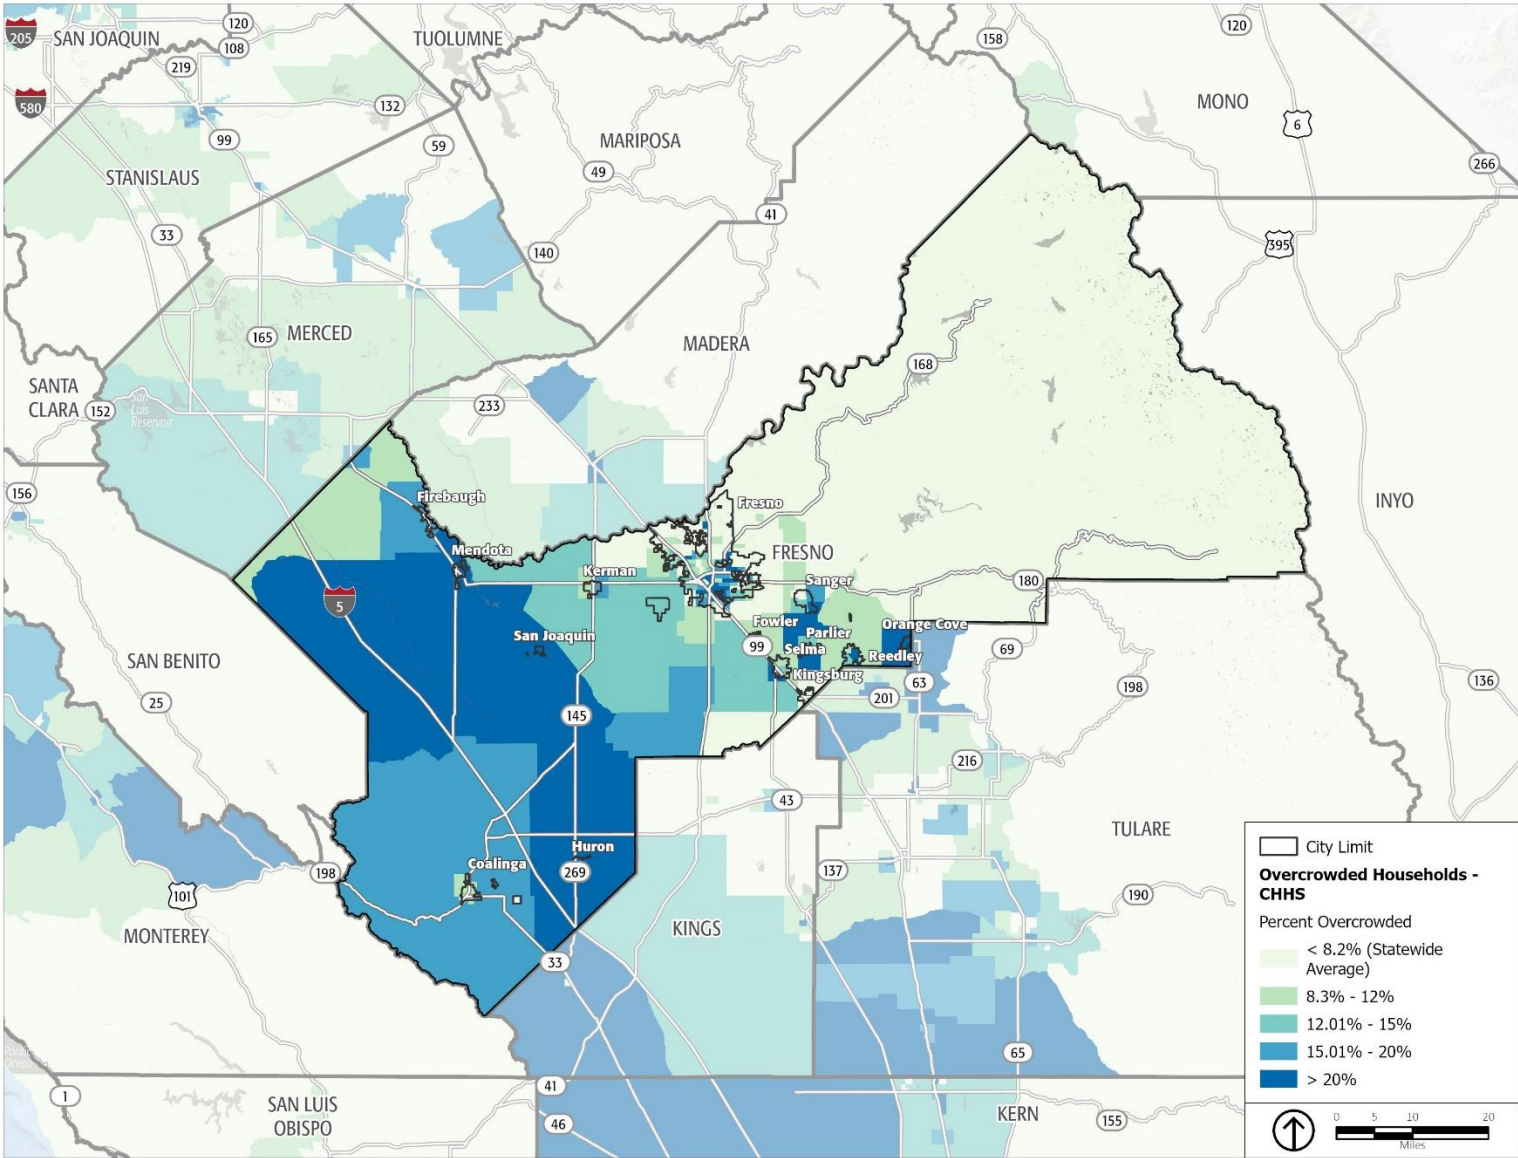 205
SAN JOAQUIN
120
108
TUOLUMNE
158
120
219
580
132
MONO
6
99
59
MARIPOSA
266
STANISLAUS
49
33
41
395
140
165
MERCED
MADERA
168
SANTA
CLARA
152
San
Luis
Reservoir
233
156
Firebaugh
Fresno
INYO
Mendota
FRESNO
Kerman
Sanger
180
5
Fowler
Orange Cove
San Joaquin
Parlier
99
Selma
Reedley
69
SAN BENITO
Kingsburg
63
198
136
25
201
145
216
43
TULARE
Huron
Coalinga
269
198
137
101
190
MONTEREY
KINGS
33
65
41
1
SAN LUIS
OBISPO
46
KERN
155
Pacific
Ocean
City Limit
Overcrowded Households -
CHHS
Percent Overcrowded
< 8.2% (Statewide
Average)
8.3% - 12%
12.01% - 15%
15.01% - 20%
> 20%
0 5 10 20
Miles